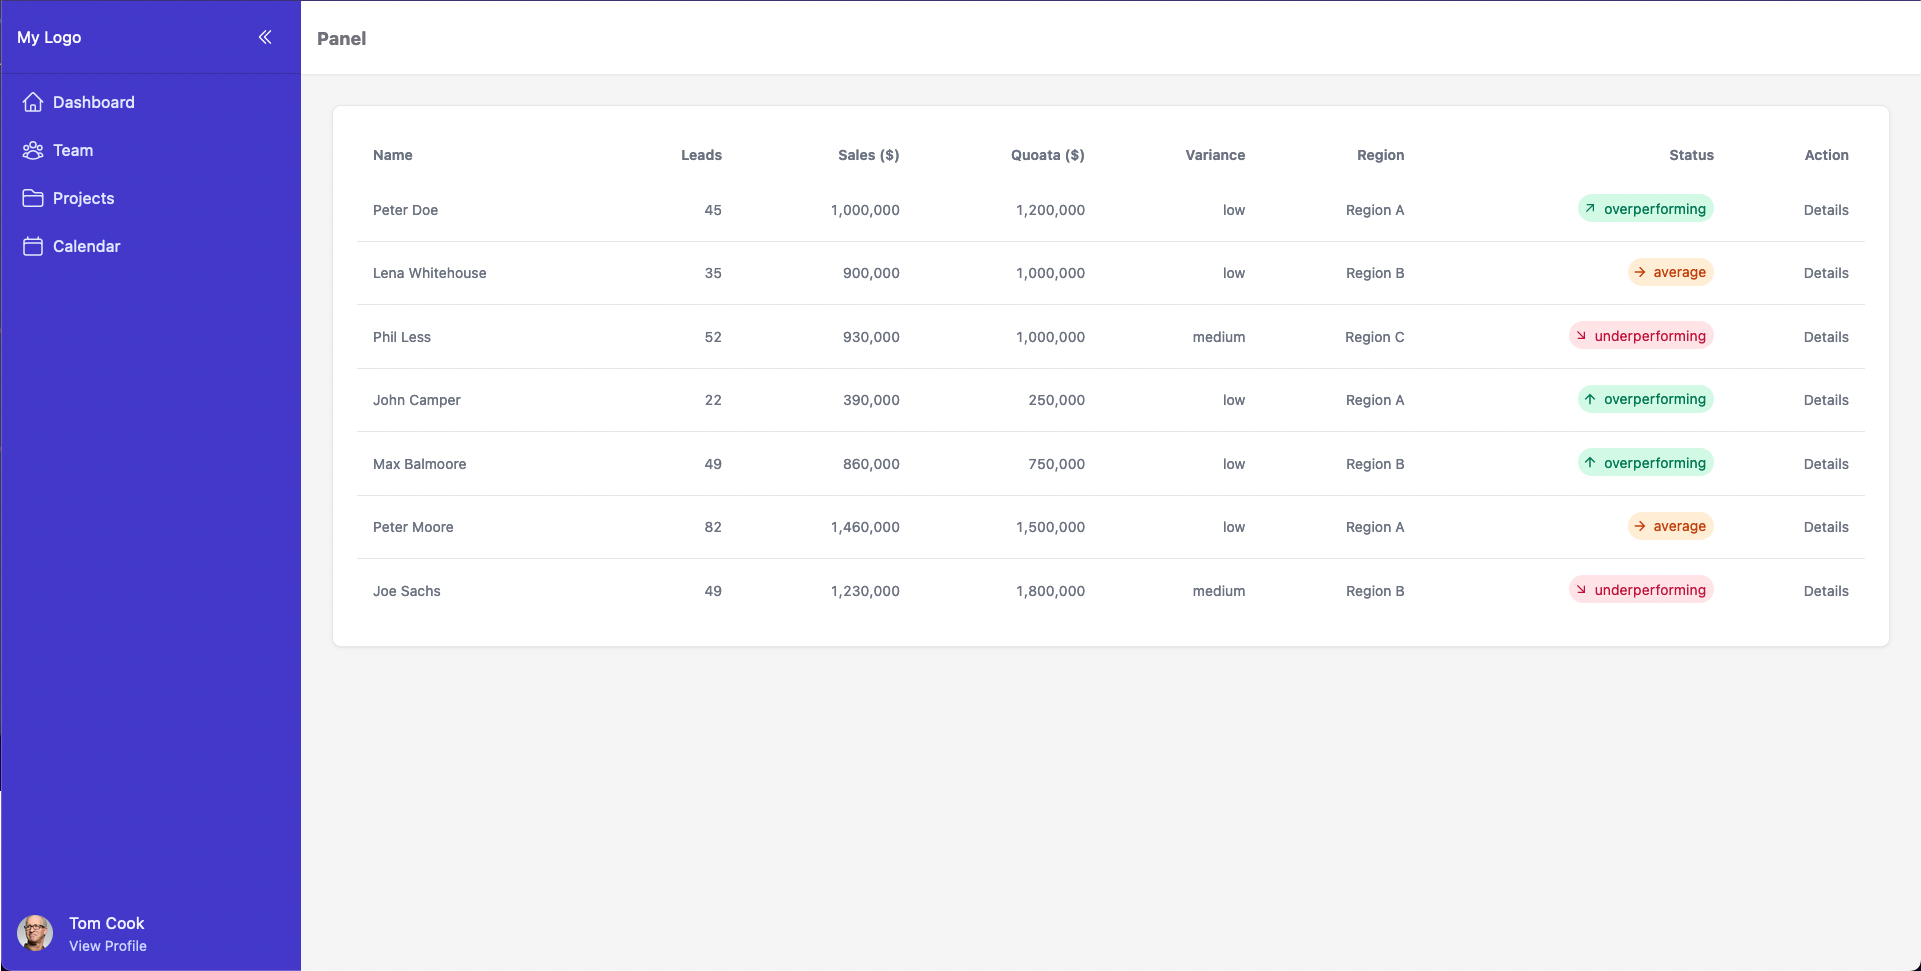 My Logo
Panel
Dashboard
Team
Projects
Calendar
Name Leads Sales ($) Quoata ($) Variance Region Status Action
Peter Doe 45 1,000,000 1,200,000 low Region A overperforming Details
Lena Whitehouse 35 900,000 1,000,000 low Region B average Details
Phil Less 52 930,000 1,000,000 medium Region C underperforming Details
John Camper 22 390,000 250,000 low Region A overperforming Details
Max Balmoore 49 860,000 750,000 low Region B overperforming Details
Peter Moore 82 1,460,000 1,500,000 low Region A average Details
Joe Sachs 49 1,230,000 1,800,000 medium Region B underperforming Details
Tom Cook
View Profile